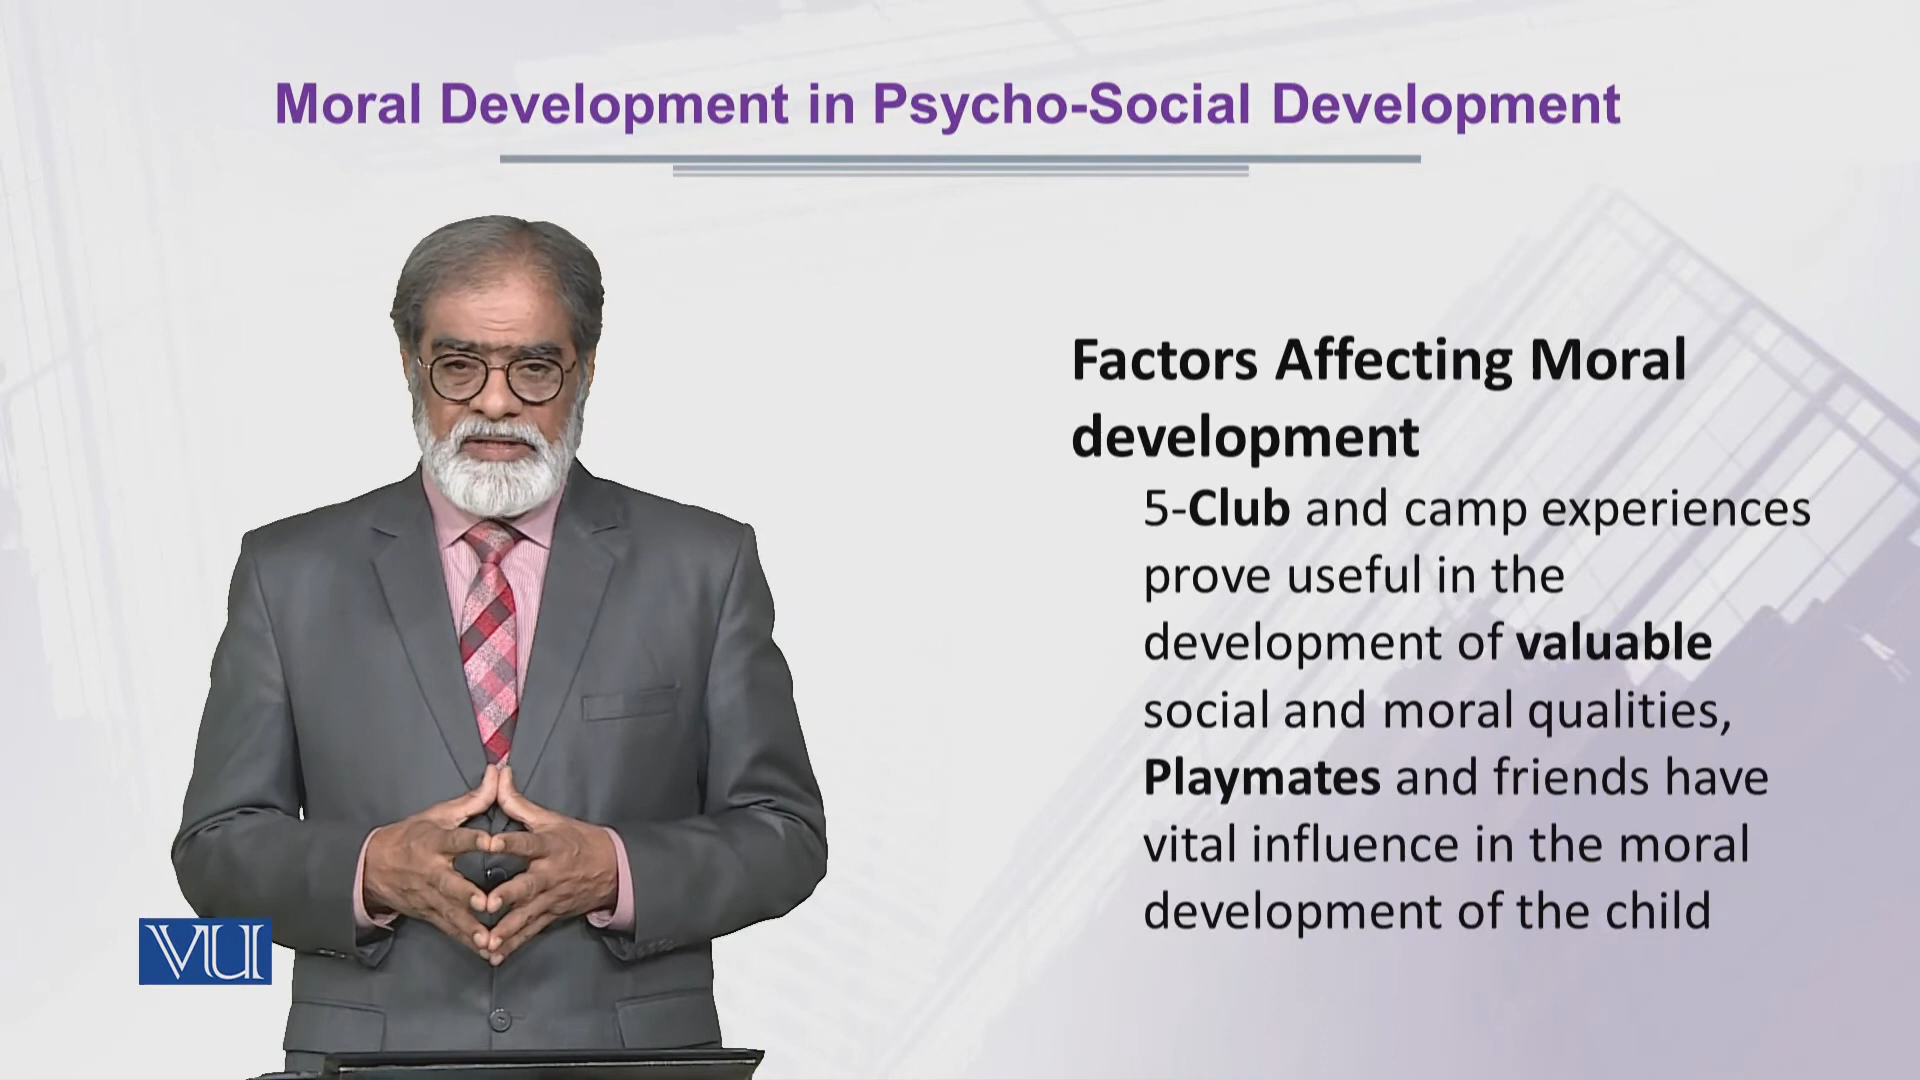 Moral Development in Psycho-Social Development
Factors Affecting Moral
development
5-Club and camp experiences
prove useful in the
development of valuable
social and moral qualities,
Playmates and friends have
vital influence in the moral
development of the child
VU